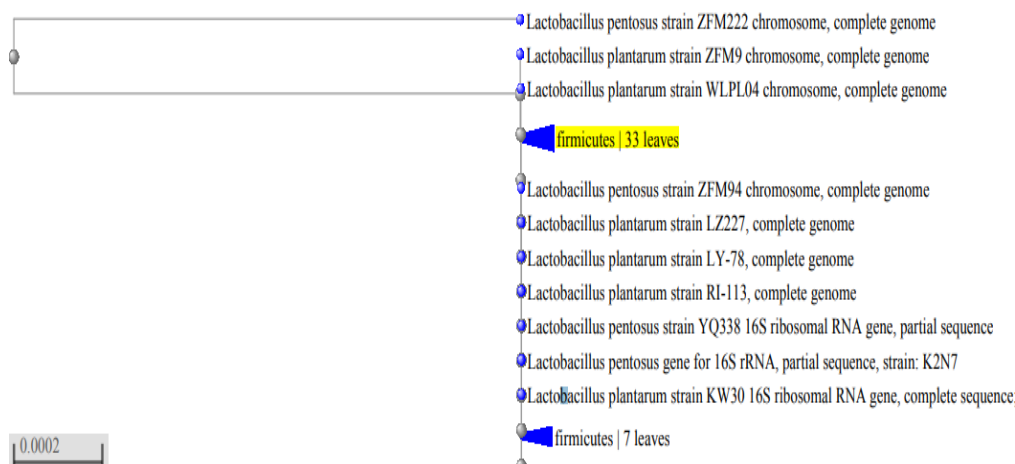 Lactobacillus pentosus strain ZFM222 chromosome, complete genome
Lactobacillus plantarum strain ZFM9 chromosome, complete genome
Lactobacillus plantarum strain WLPL04 chromosome, complete genome
firmicutes | 33 leaves
Lactobacillus pentosus strain ZFM94 chromosome, complete genome
Lactobacillus plantarum strain LZ227, complete genome
Lactobacillus plantarum strain LY-78, complete genome
Lactobacillus plantarum strain RI-113, complete genome
Lactobacillus pentosus strain YQ338 16S ribosomal RNA gene, partial sequence
Lactobacillus pentosus gene for 16S rRNA, partial sequence, strain: K2N7
Lactobacillus plantarum strain KW30 16S ribosomal RNA gene, complete sequence;
firmicutes | 7 leaves
0.0002